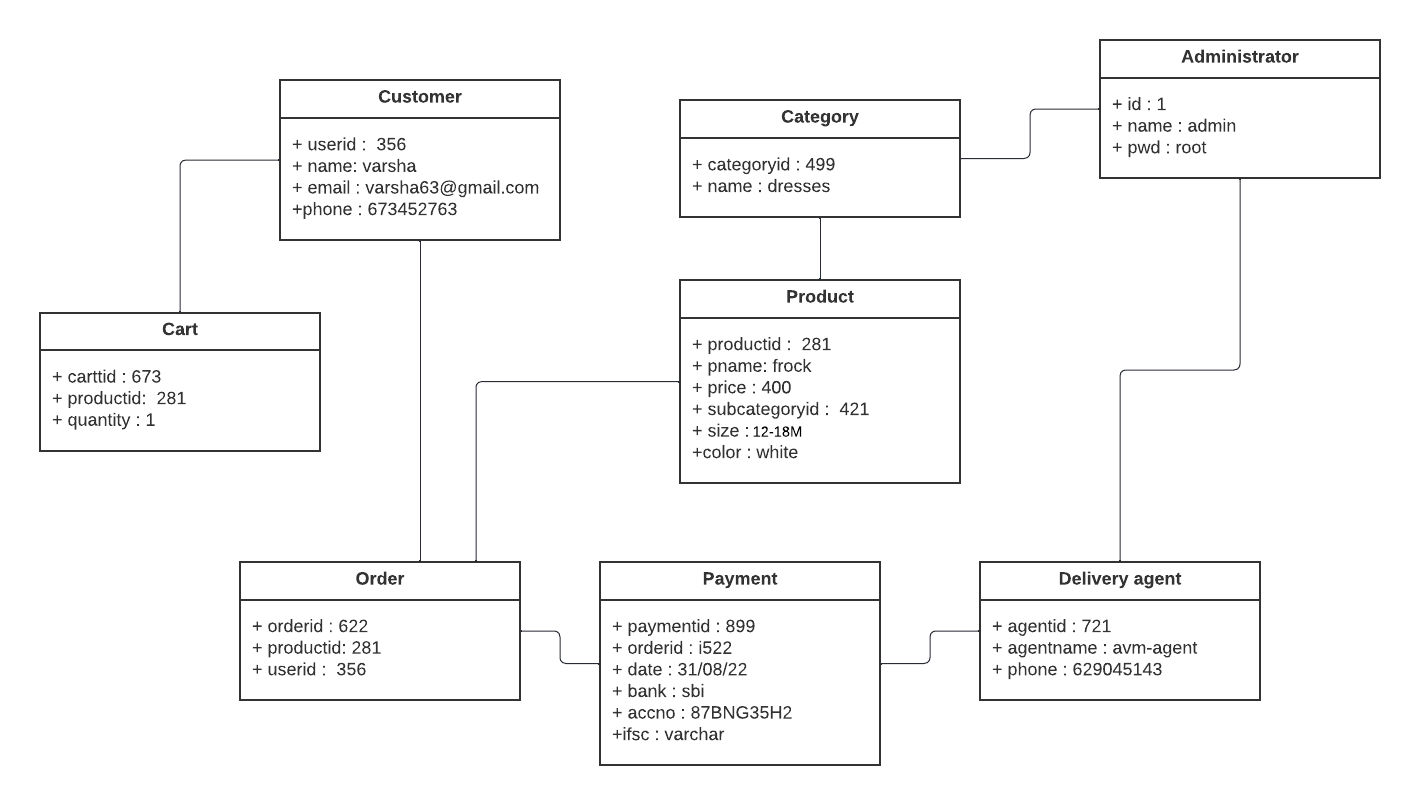 Administrator
+ id : 1
+ name : admin
+ pwd : root
Customer
+ userid :  356
+ name: varsha
+ email : varsha63@gmail.com
+phone : 673452763
Category
+ categoryid : 499
+ name : dresses
Cart
+ carttid : 673
+ productid:  281
+ quantity : 1
Product
+ productid :  281
+ pname: frock
+ price : 400
+ subcategoryid :  421
+ size : 12-18M
+color : white
Order
+ orderid : 622
+ productid: 281
+ userid :  356
Payment
+ paymentid : 899
+ orderid : i522
+ date : 31/08/22
+ bank : sbi
+ accno : 87BNG35H2
+ifsc : varchar
Delivery agent
+ agentid : 721
+ agentname : avm-agent
+ phone : 629045143